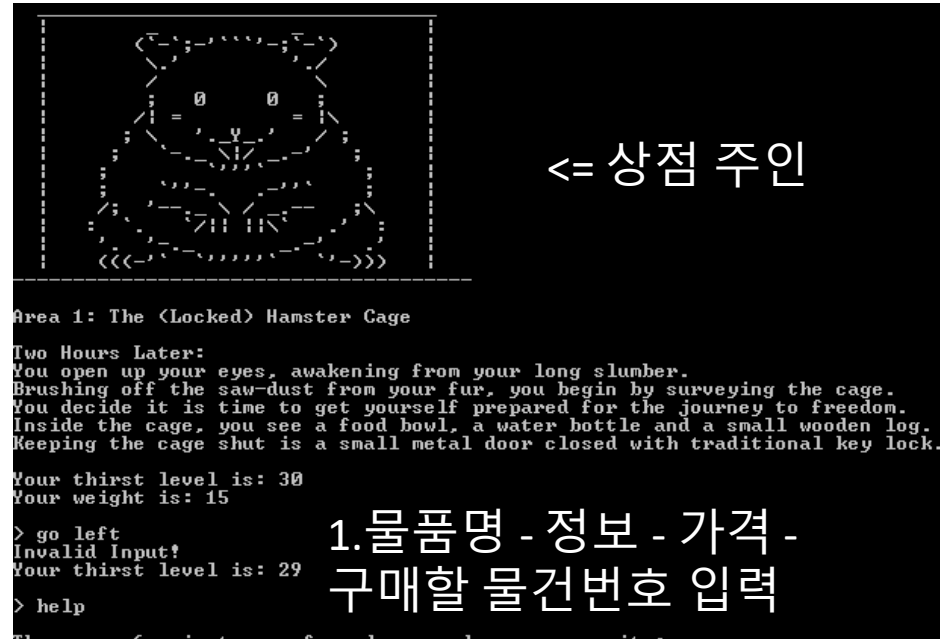 <= 상점 주인
Area 1: The (Locked) Hamster Cage
Two Hours Later:
You open up your eyes, awakening from your long slumber.
Brushing off the saw-dust from your fur, you begin by surveying the cage.
You decide it is time to get yourself prepared for the journey to freedom.
Inside the cage, you see a food bowl, a water bottle and a small wooden log.
Keeping the cage shut is a small metal door closed with traditional key lock.
Your thirst level is: 30
Your weight is: 15
> go left
Invalid Input!
Your thirst level is: 29
> help
1.물품명 - 정보 - 가격 -
구매할 물건번호 입력